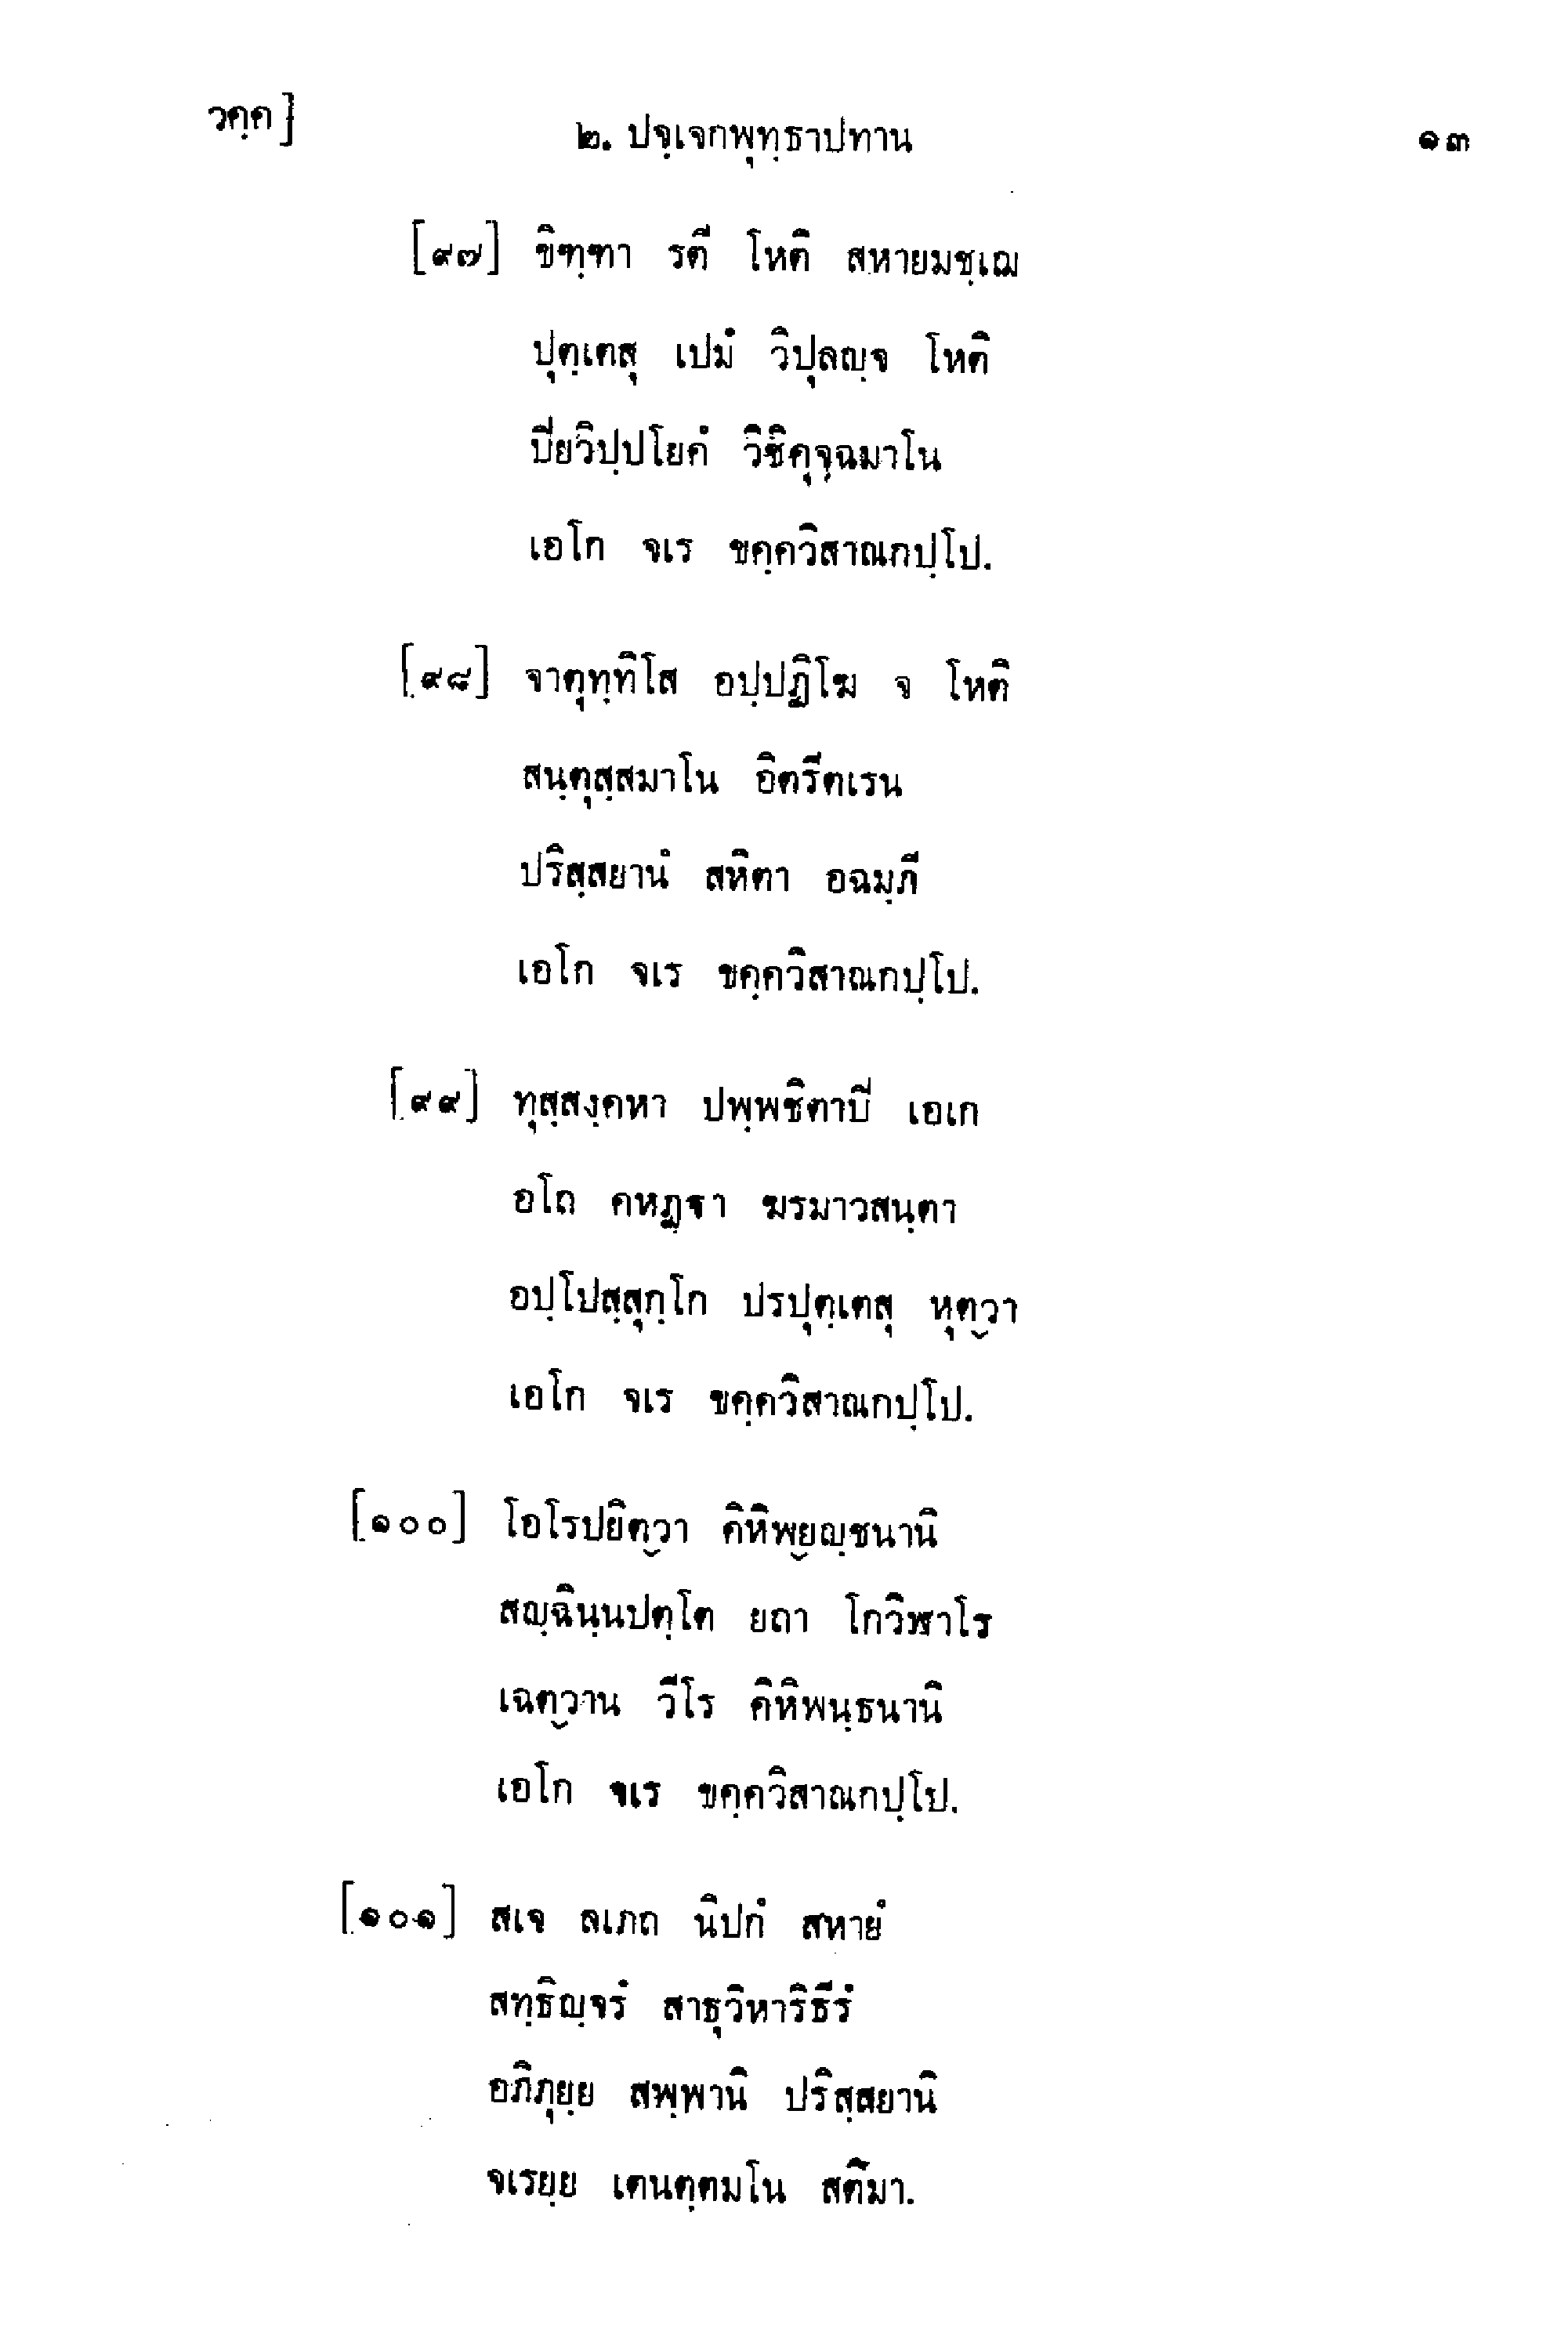 วคฺค]
๒. ปจฺเจกพุทฺธาปทาน
๑๓
[๙๗] ขิฑฺฑา รตี โหติ สหายมชฺเฌ
ปุตฺเตสุ เปมํ วิปุลญฺจ โหติ
ปิยวิปฺปโยคํ วิชิคุจฺฉมาโน
เอโก จเร ขคฺควิสาณกปฺโป.
[๙๘] จาตุทฺทิโส อปฺปฏิโฆ จ โหติ
สนฺตุสฺสมาโน อิตรีตเรน
ปริสฺสยานํ สหิตา อฉมฺภี
เอโก จเร ขคฺควิสาณกปฺโป.
[๙๙] ทุสฺสงฺคหา ปพฺพชิตาปิ เอเก
อโถ คหฏฺฐา ฆรมาวสนฺตา
อปฺโปสฺสุกฺโก ปรปุตฺเตสุ หุตฺวา
เอโก จเร ขคฺควิสาณกปฺโป.
[๑๐๐] โอโรปยิตฺวา คิหิพฺยญฺชนานิ
สญฺฉินฺนปตฺโต ยถา โกวิฬาโร
เฉตฺวาน วีโร คิหิพนฺธนานิ
เอโก จเร ขคฺควิสาณกปฺโป.
[๑๐๑] สเจ ลเภถ นิปกํ สหายํ
สทฺธิญฺจรํ สาธุวิหาริธีรํ
อภิภุยฺย สพฺพานิ ปริสฺสยานิ
จเรยฺย เตนตฺตมโน สติมา.